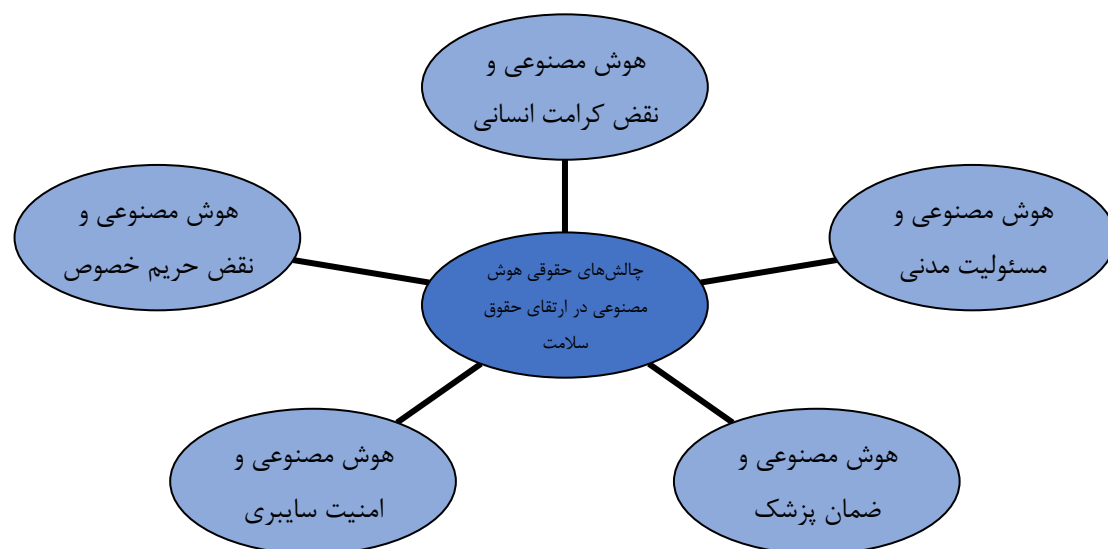 هوش مصنوعی و
نقض کرامت انسانی
هوش مصنوعی و
مسئولیت مدنی
هوش مصنوعی و
نقض حریم خصوص
چالش‌های حقوقی هوش
مصنوعی در ارتقای حقوق
سلامت
هوش مصنوعی و
ضمان پزشک
هوش مصنوعی و
امنیت سایبری